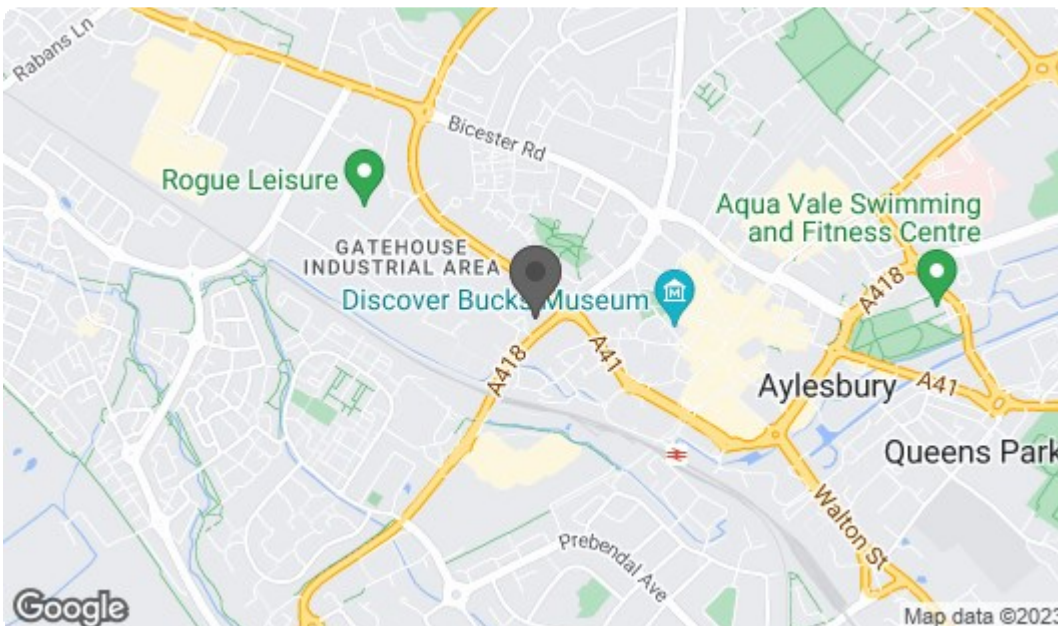 Rabans Ln
Bicester Rd
Rogue Leisure
Aqua Vale Swimming
and Fitness Centre
GATEHOUSE
INDUSTRIAL AREA
Discover Bucks Museum
A418
A418
A41
Aylesbury
A41
Queens Park
Walton St
Prebendal Ave
Google
Map data ©2023